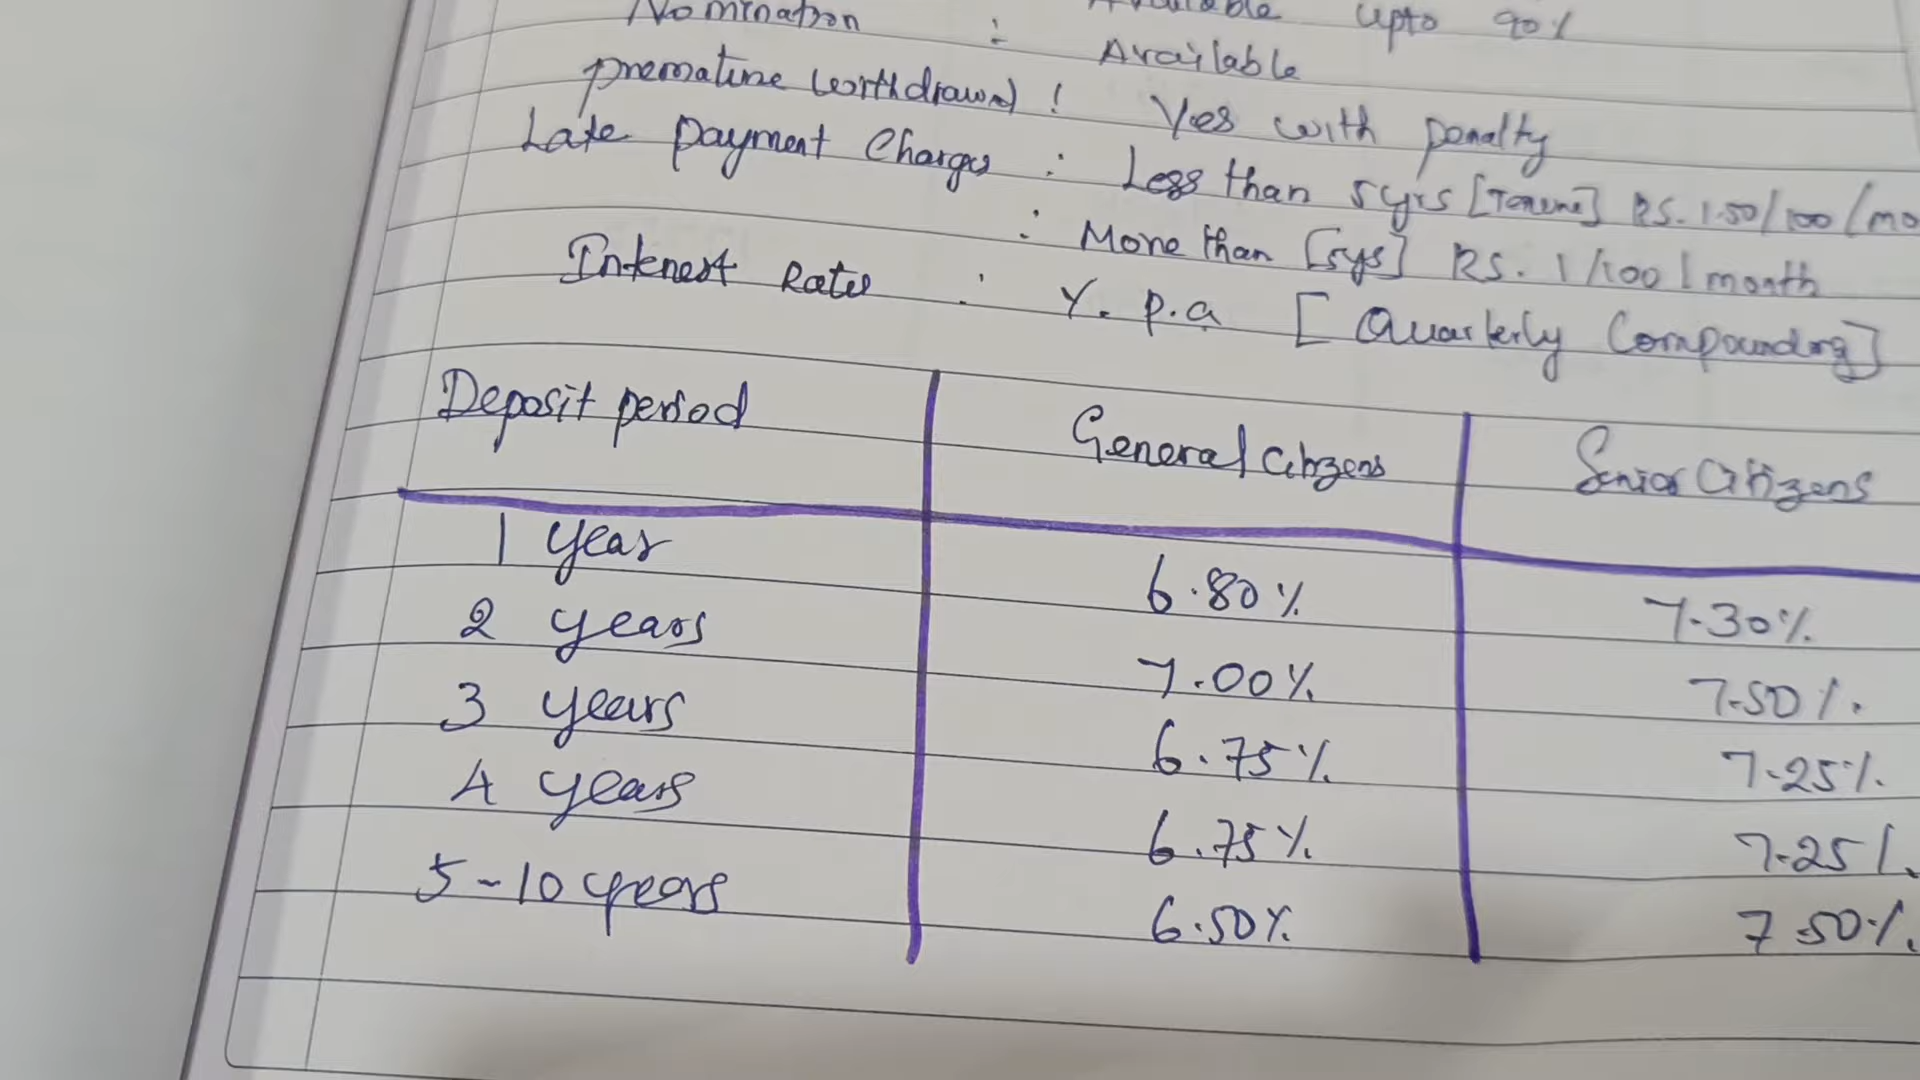 upto 90%
Nomination : Available
premature withdrawl : Yes with penalty
Late payment Charges : Less than 5yrs [Tenure] RS. 1.50/100/mo
: More than [5ys] RS. 1/100/month
Interest Rates : Y. p.a [Quarterly Compounding]
Deposit period General Citizens Senior Citizens
1 year 6.80% 7.30%
2 years 7.00% 7.50%
3 years 6.75% 7.25%
4 years 6.75% 7.25%
5-10 years 6.50% 7.50%